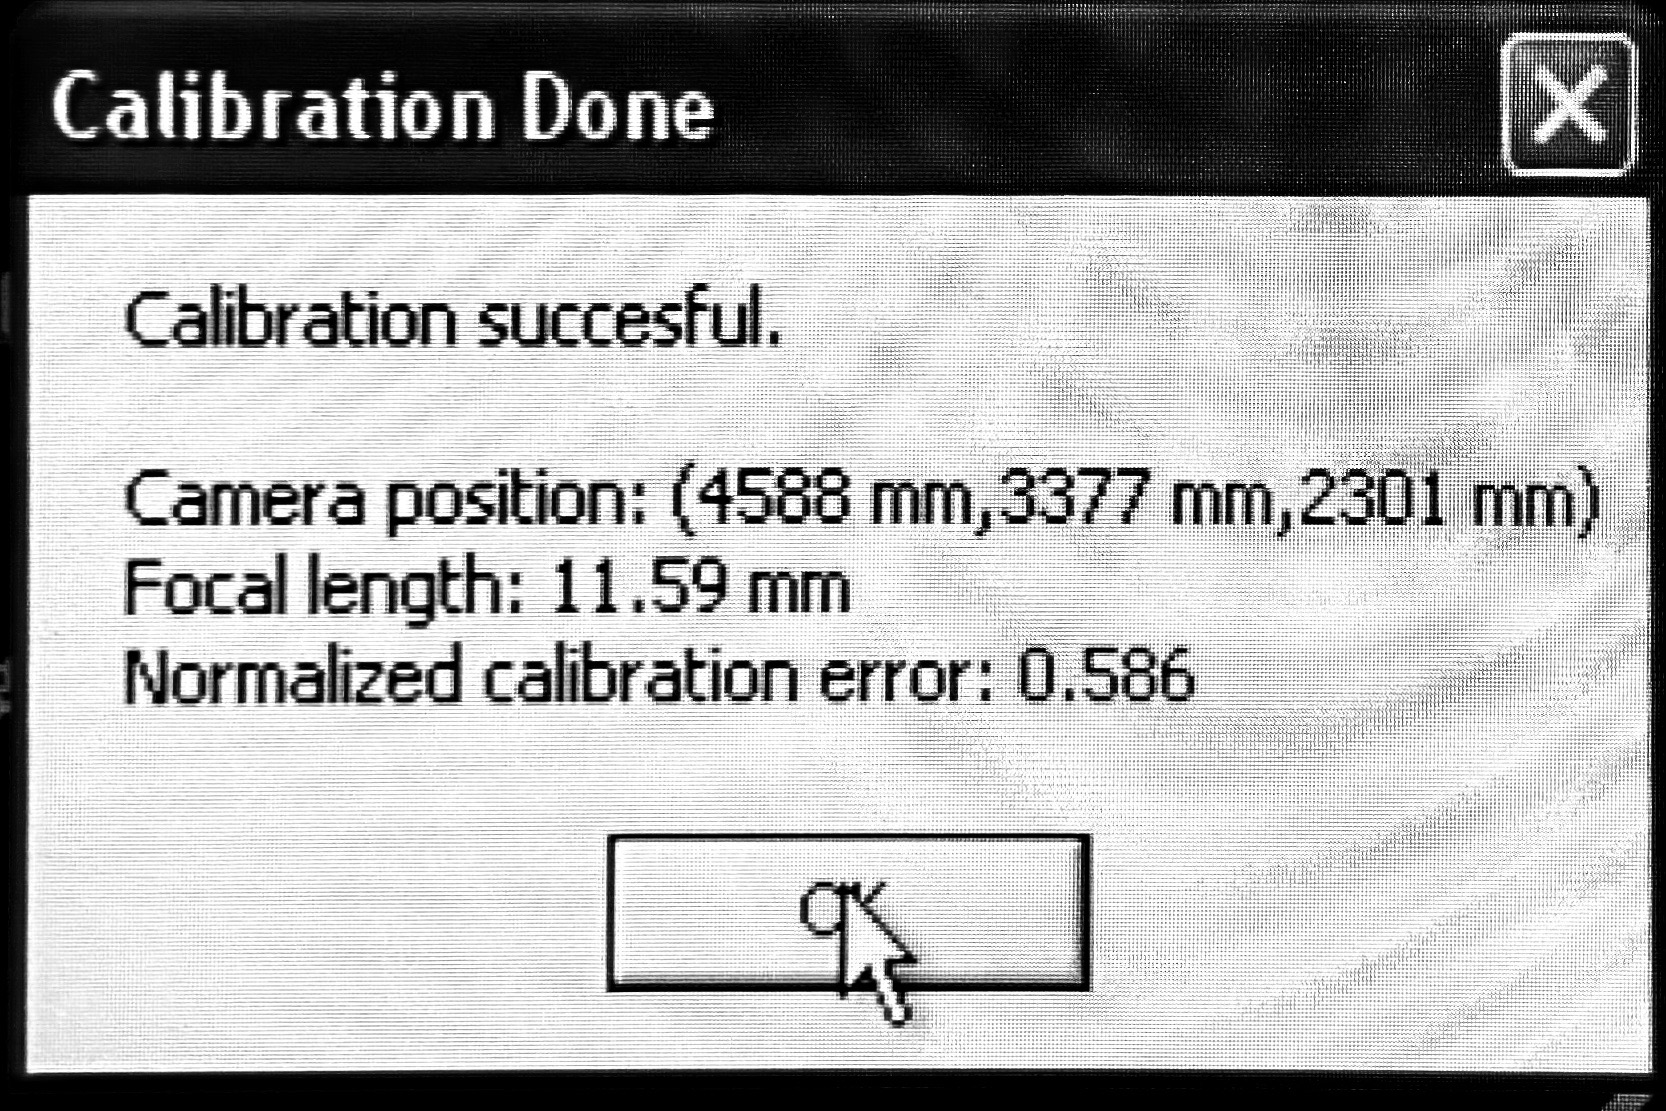 Calibration Done
Calibration succesful.
Camera position: (4588 mm,3377 mm,2301 mm)
Focal length: 11.59 mm
Normalized calibration error: 0.586
OK